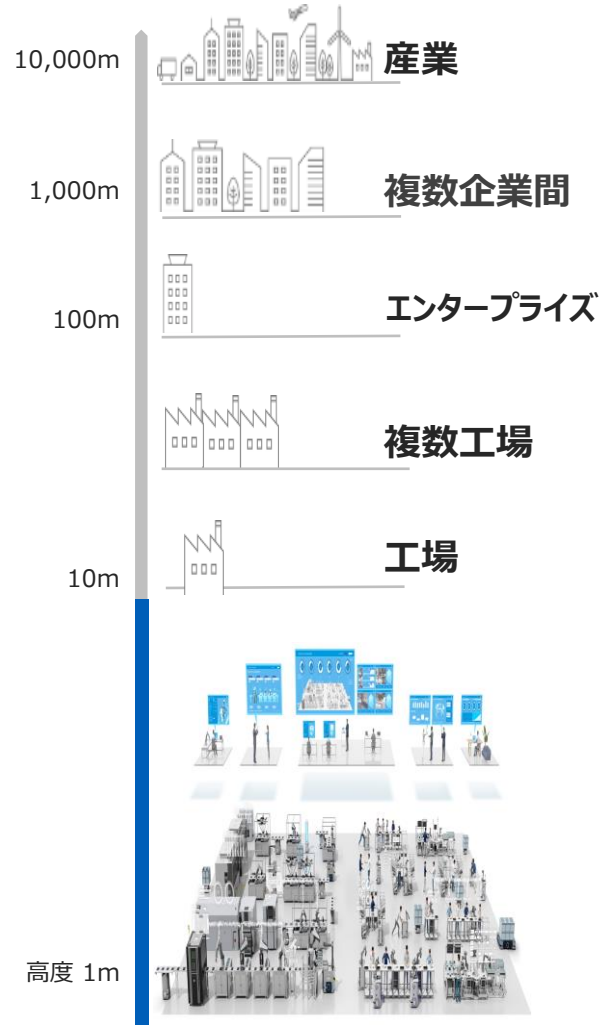 10,000m
産業
1,000m
複数企業間
100m
エンタープライズ
複数工場
10m
工場
高度 1m